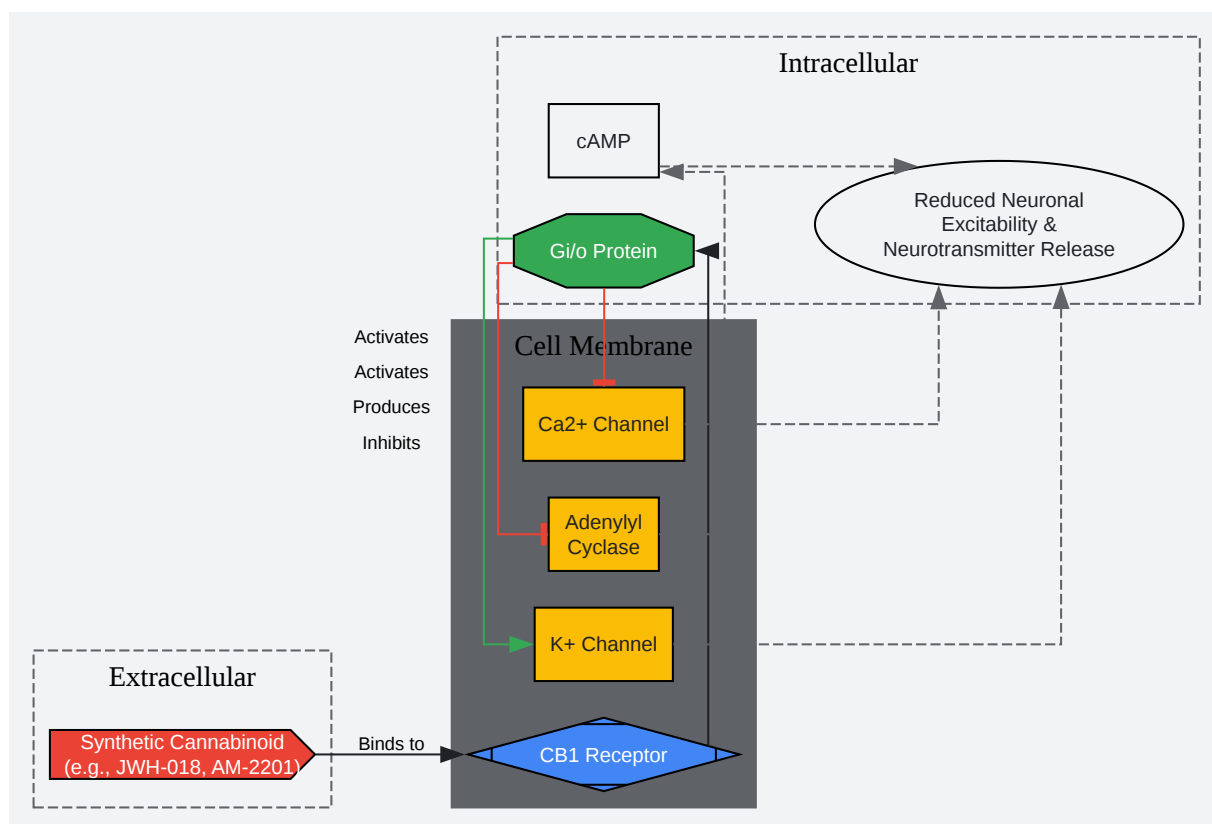 Intracellular
cAMP
Reduced Neuronal
Excitability &
Neurotransmitter Release
Gi/o Protein
Activates
Activates
Produces
Inhibits
Cell Membrane
Ca2+ Channel
Adenylyl
Cyclase
K+ Channel
Extracellular
Synthetic Cannabinoid
(e.g., JWH-018, AM-2201)
Binds to
CB1 Receptor